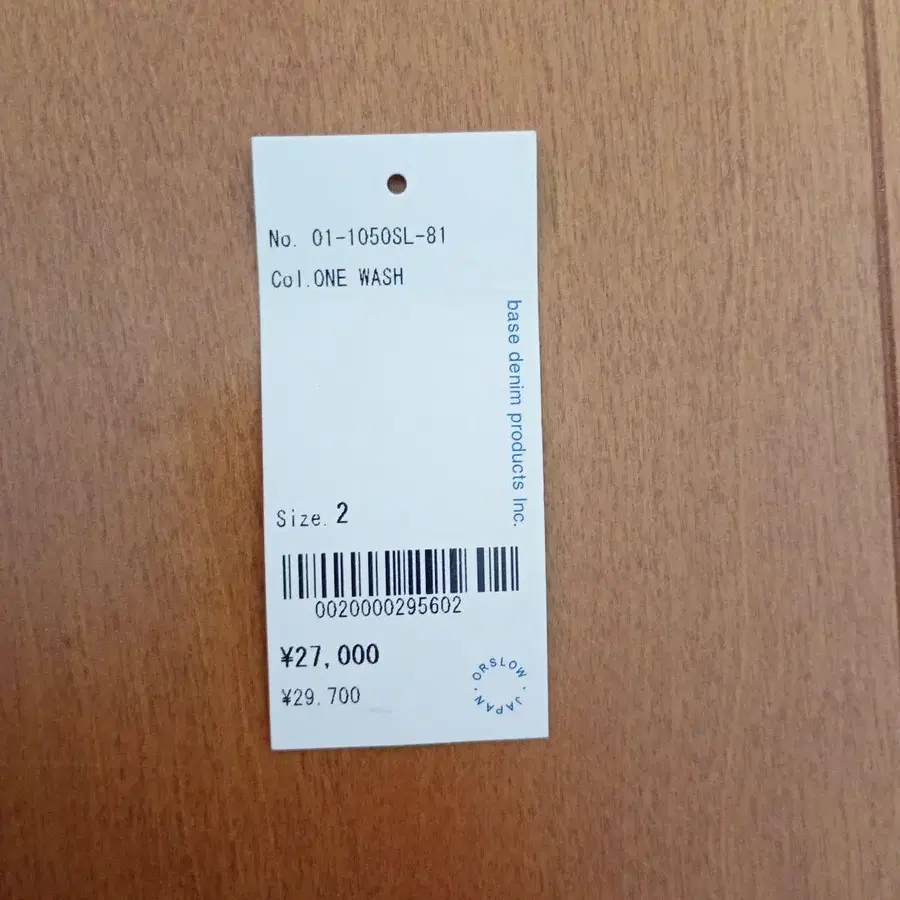 No. 01-1050SL-81
Col.ONE WASH
base denim products Inc.
Size. 2
0020000295602
¥27,000
¥29,700
ORSLOW · JAPAN ·